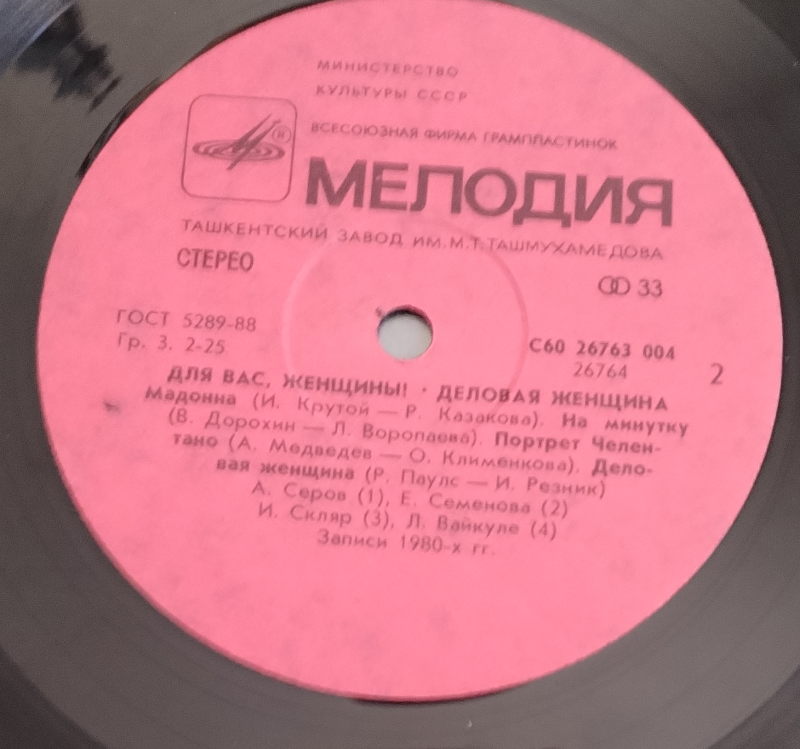 МИНИСТЕРСТВО
КУЛЬТУРЫ СССР
ВСЕСОЮЗНАЯ ФИРМА ГРАМПЛАСТИНОК
®
МЕЛОДИЯ
ТАШКЕНТСКИЙ ЗАВОД ИМ. М.Т. ТАШМУХАМЕДОВА
СТЕРЕО
33
ГОСТ 5289-88
Гр. 3. 2-25
С60 26763 004
26764
2
ДЛЯ ВАС, ЖЕНЩИНЫ! · ДЕЛОВАЯ ЖЕНЩИНА
Мадонна (И. Крутой — Р. Казакова). На минутку
(В. Дорохин — Л. Воропаева). Портрет Челен-
тано (А. Медведев — О. Клименкова). Дело-
вая женщина (Р. Паулс — И. Резник)
А. Серов (1), Е. Семенова (2)
И. Скляр (3), Л. Вайкуле (4)
Записи 1980-х гг.